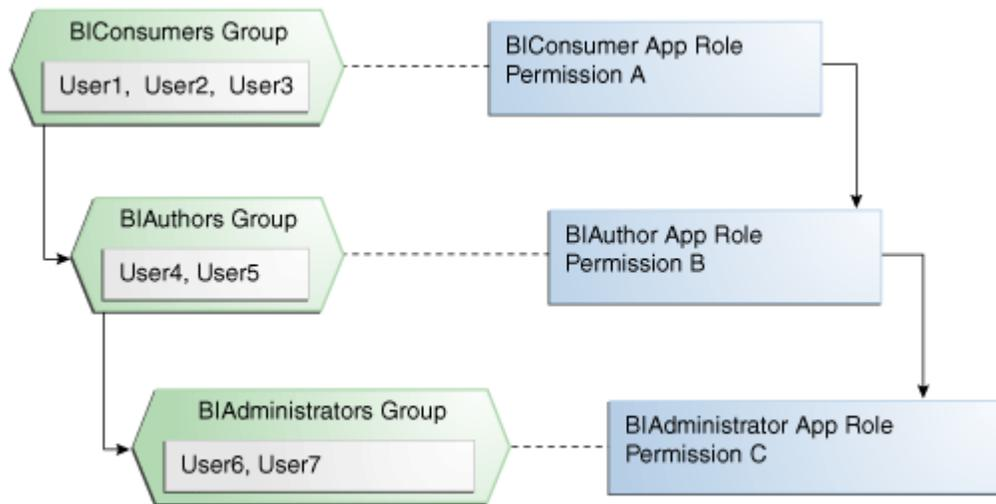 BIConsumers Group
User1, User2, User3
BIConsumer App Role
Permission A
BIAuthors Group
User4, User5
BIAuthor App Role
Permission B
BIAdministrators Group
User6, User7
BIAdministrator App Role
Permission C